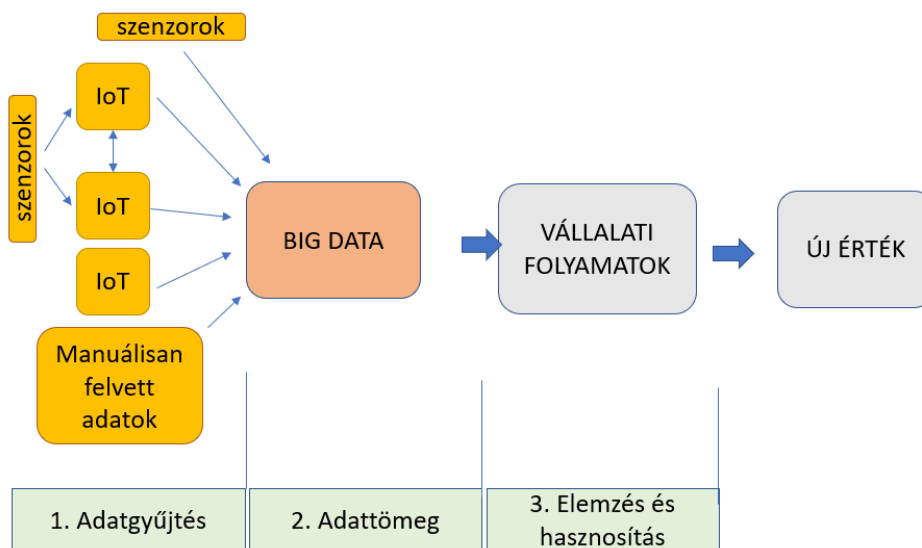 szenzorok
szenzorok
IoT
IoT
IoT
Manuálisan
felvett
adatok
BIG DATA
VÁLLALATI
FOLYAMATOK
ÚJ ÉRTÉK
1. Adatgyűjtés
2. Adattömeg
3. Elemzés és
hasznosítás